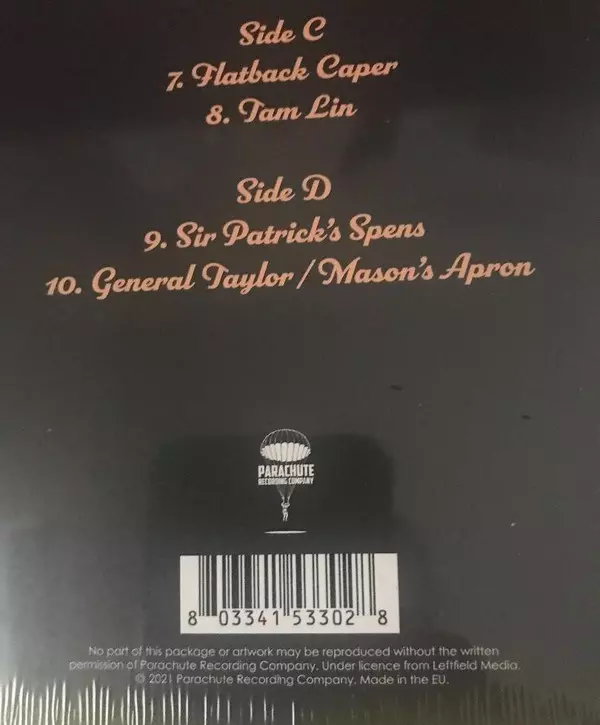 Side C
7. Flatback Caper
8. Tam Lin
Side D
9. Sir Patrick's Spens
10. General Taylor / Mason's Apron
PARACHUTE
RECORDING COMPANY
8 03341 53302 8
No part of this package or artwork may be reproduced without the written
permission of Parachute Recording Company. Under licence from Leftfield Media.
© 2021 Parachute Recording Company. Made in the EU.